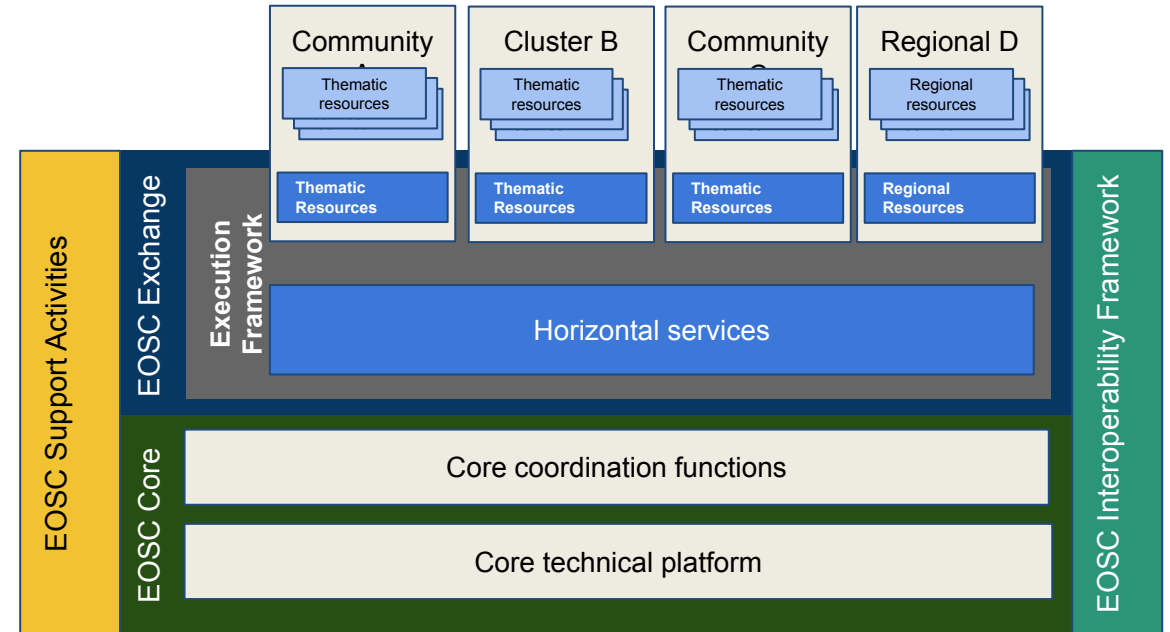 Community
Cluster B
Community
Regional D
Thematic
resources
Thematic
resources
Thematic
resources
Regional
resources
Thematic
Resources
Thematic
Resources
Thematic
Resources
Regional
Resources
EOSC Support Activities
EOSC Exchange
Execution
Framework
Horizontal services
EOSC Core
Core coordination functions
Core technical platform
EOSC Interoperability Framework